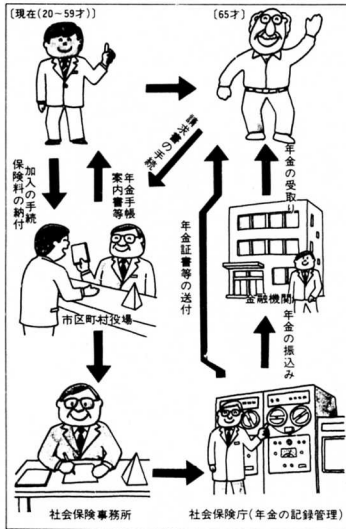 〔現在(20～59才)〕
〔65才〕
加入の手続
保険料の納付
年金手帳
案内書等
請求書の手続
年金の受取り
年金証書等の送付
市区町村役場
金融機関
年金の振込み
社会保険事務所
社会保険庁(年金の記録管理)